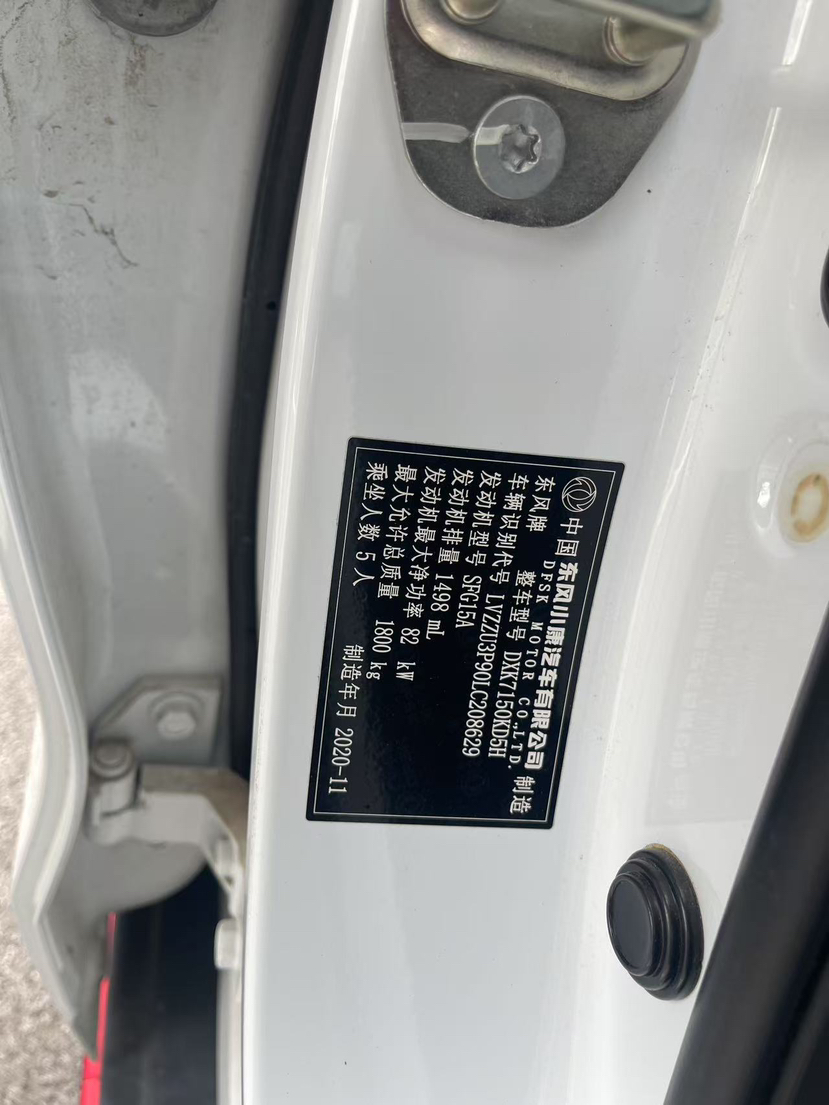 中国东风小康汽车有限公司 制造
DFSK MOTOR CO.,LTD.
东风牌 整车型号 DXK7150KD5H
车辆识别代号 LVZZU3P90LC208629
发动机型号 SFG15A
发动机排量 1498 mL
发动机最大净功率 82 kW
最大允许总质量 1800 kg
乘坐人数 5 人 制造年月 2020-11